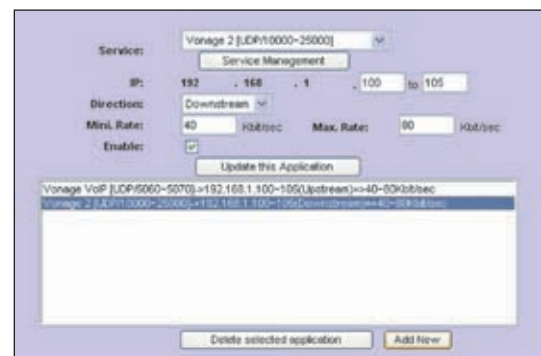 Service: Vonage 2 [UDP/10000~25000]
Service Management
IP: 192 . 168 . 1 . 100 to 105
Direction: Downstream
Mini. Rate: 40 Kbit/sec Max. Rate: 80 Kbit/sec
Enable:
Update this Application
Vonage VoIP [UDP/5060~5070]->192.168.1.100~105(Upstream)=>40~80Kbit/sec
Vonage 2 [UDP/10000~25000]->192.168.1.100~105(Downstream)=>40~80Kbit/sec
Delete selected application Add New